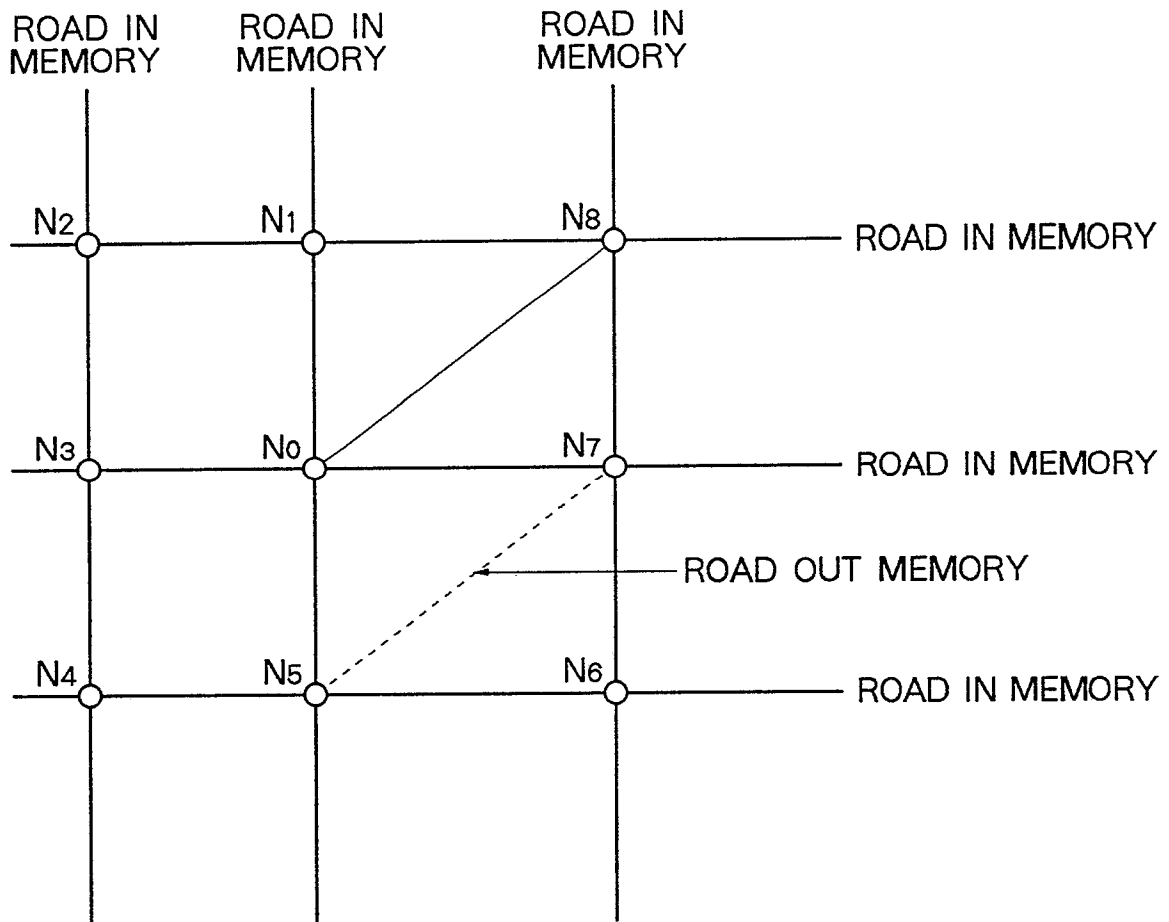 ROAD IN
MEMORY
ROAD IN
MEMORY
ROAD IN
MEMORY
N2
N1
N8
ROAD IN MEMORY
N3
N0
N7
ROAD IN MEMORY
ROAD OUT MEMORY
N4
N5
N6
ROAD IN MEMORY